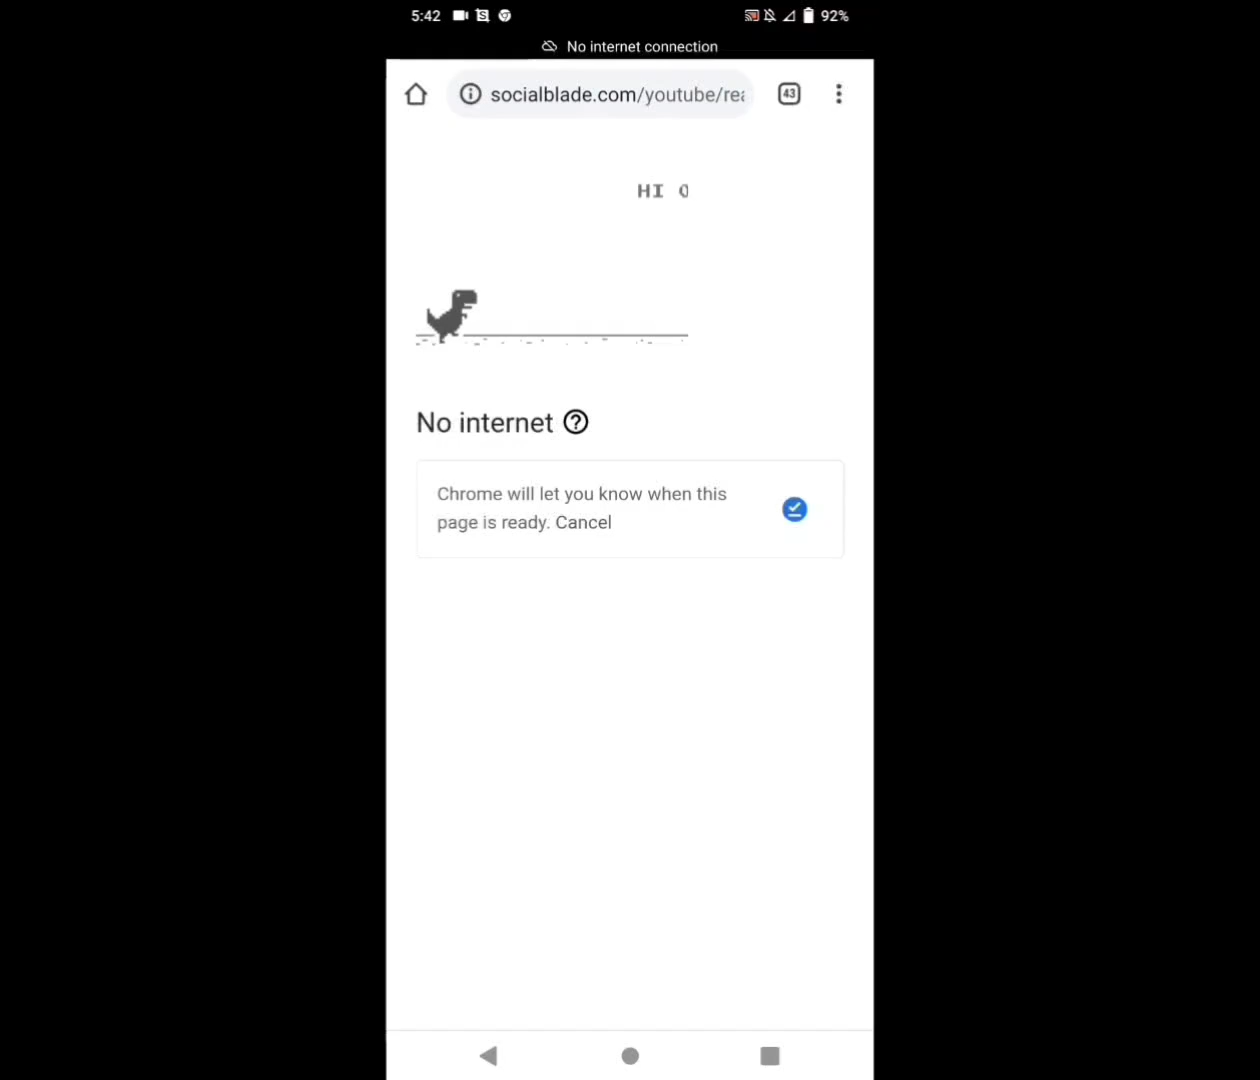 5:42 92%
No internet connection
socialblade.com/youtube/rea 43
HI 0
No internet
Chrome will let you know when this
page is ready. Cancel